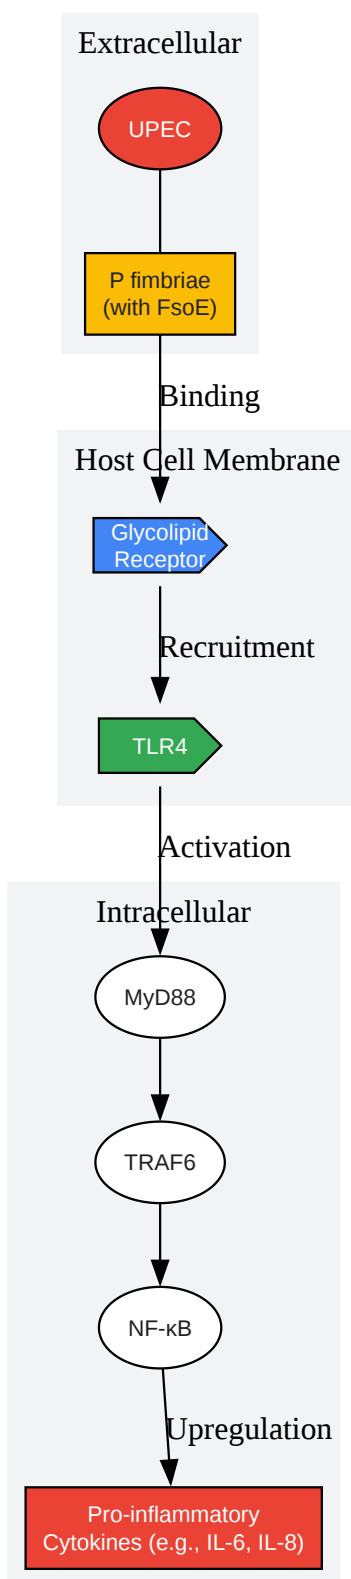 Extracellular
UPEC
P fimbriae
(with FsoE)
Binding
Host Cell Membrane
Glycolipid
Receptor
Recruitment
TLR4
Activation
Intracellular
MyD88
TRAF6
NF-κB
Upregulation
Pro-inflammatory
Cytokines (e.g., IL-6, IL-8)